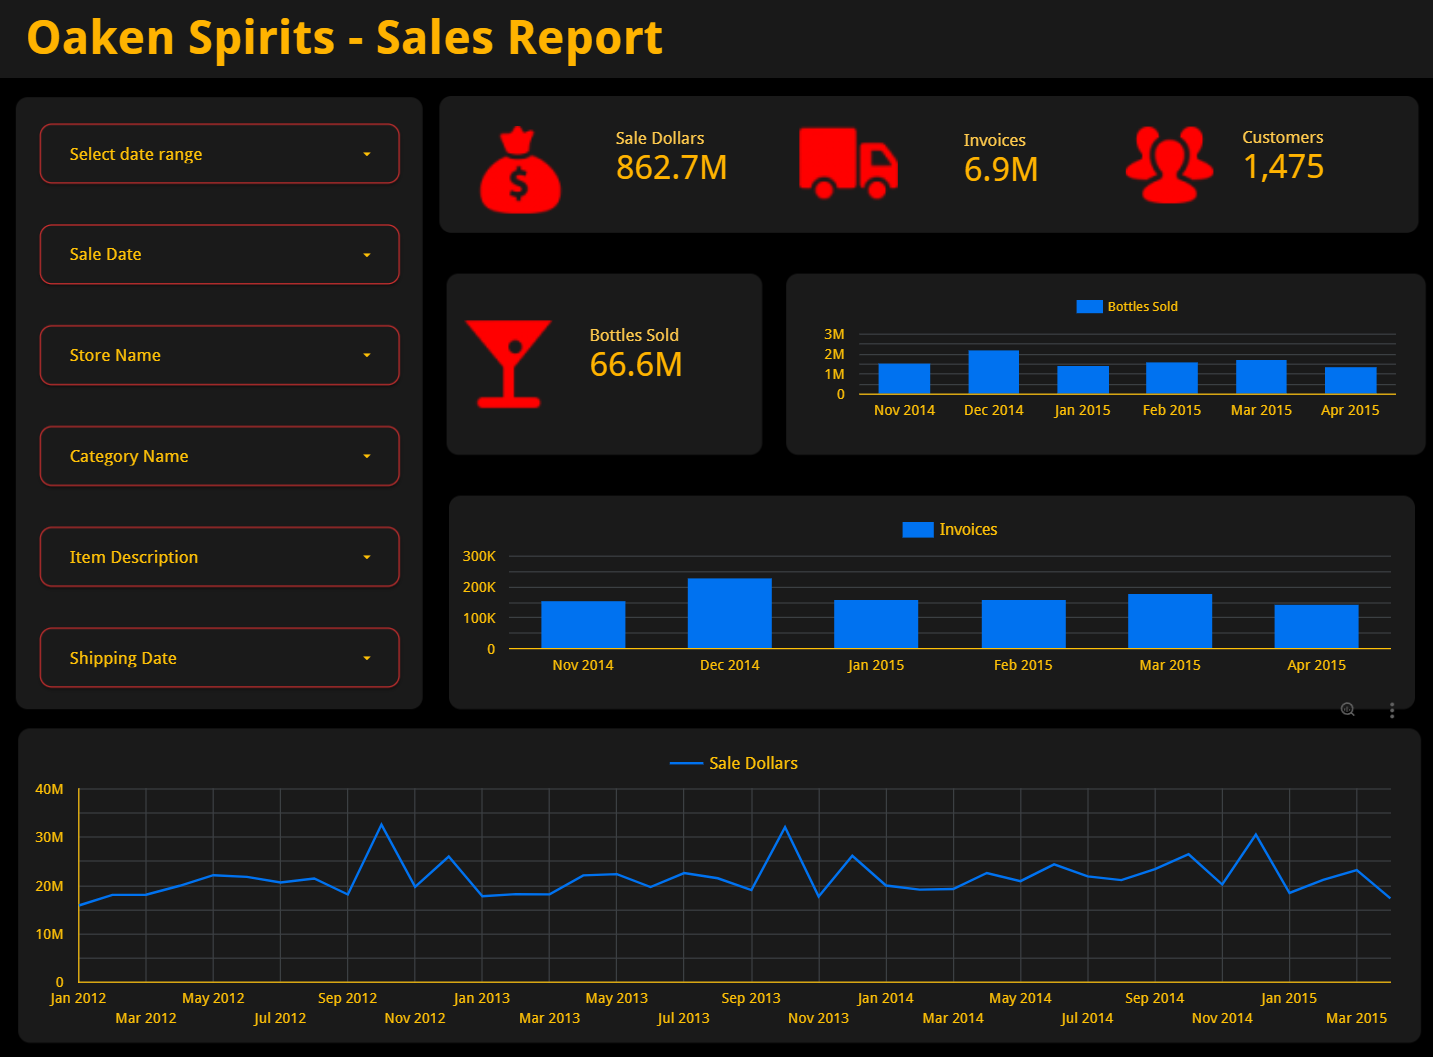 Oaken Spirits - Sales Report
Select date range
Sale Date
Store Name
Category Name
Item Description
Shipping Date
$
Sale Dollars
862.7M
Invoices
6.9M
Customers
1,475
Bottles Sold
66.6M
Bottles Sold
3M
2M
1M
0
Nov 2014 Dec 2014 Jan 2015 Feb 2015 Mar 2015 Apr 2015
Invoices
300K
200K
100K
0
Nov 2014 Dec 2014 Jan 2015 Feb 2015 Mar 2015 Apr 2015
Sale Dollars
40M
30M
20M
10M
0
Jan 2012 May 2012 Sep 2012 Jan 2013 May 2013 Sep 2013 Jan 2014 May 2014 Sep 2014 Jan 2015
Mar 2012 Jul 2012 Nov 2012 Mar 2013 Jul 2013 Nov 2013 Mar 2014 Jul 2014 Nov 2014 Mar 2015